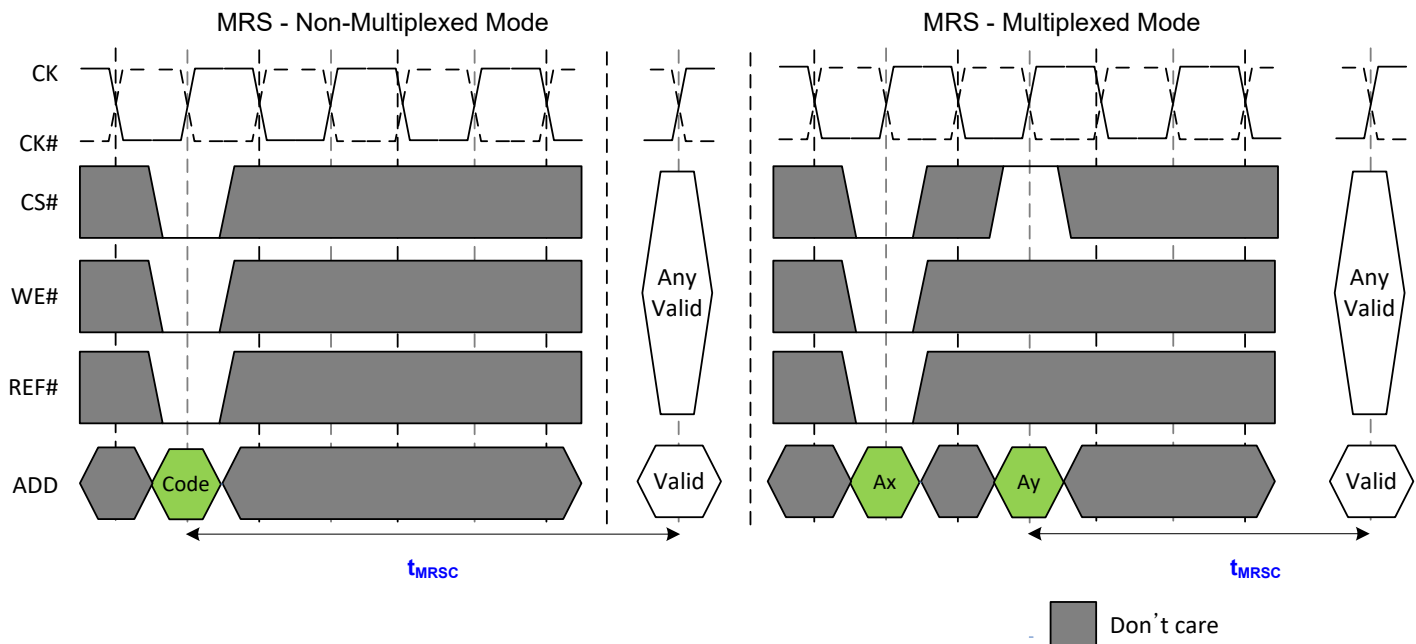 MRS - Non-Multiplexed Mode
MRS - Multiplexed Mode
CK
CK#
CS#
WE#
REF#
ADD
Any
Valid
Code
Valid
tMRSC
Any
Valid
Ax
Ay
Valid
tMRSC
Don't care